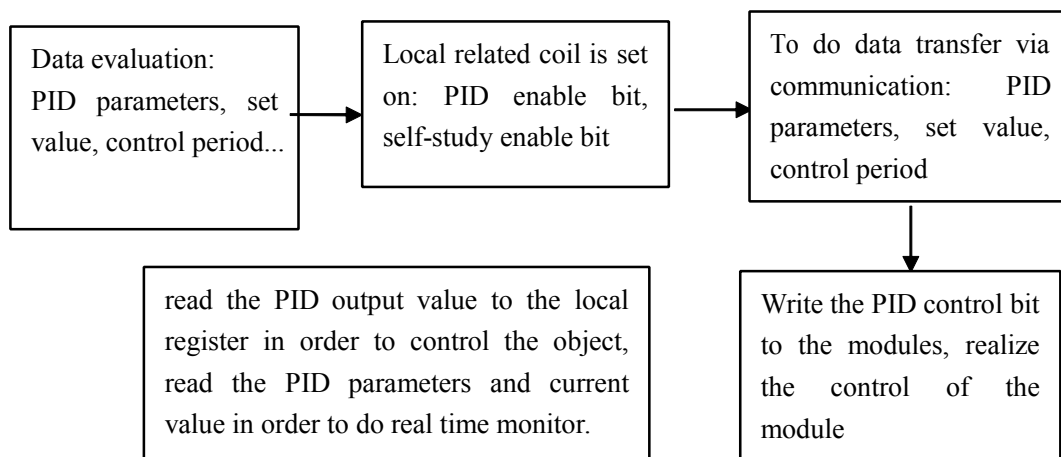 Data evaluation:
PID parameters, set
value, control period...
Local related coil is set
on: PID enable bit,
self-study enable bit
To do data transfer via
communication: PID
parameters, set value,
control period
read the PID output value to the local
register in order to control the object,
read the PID parameters and current
value in order to do real time monitor.
Write the PID control bit
to the modules, realize
the control of the
module